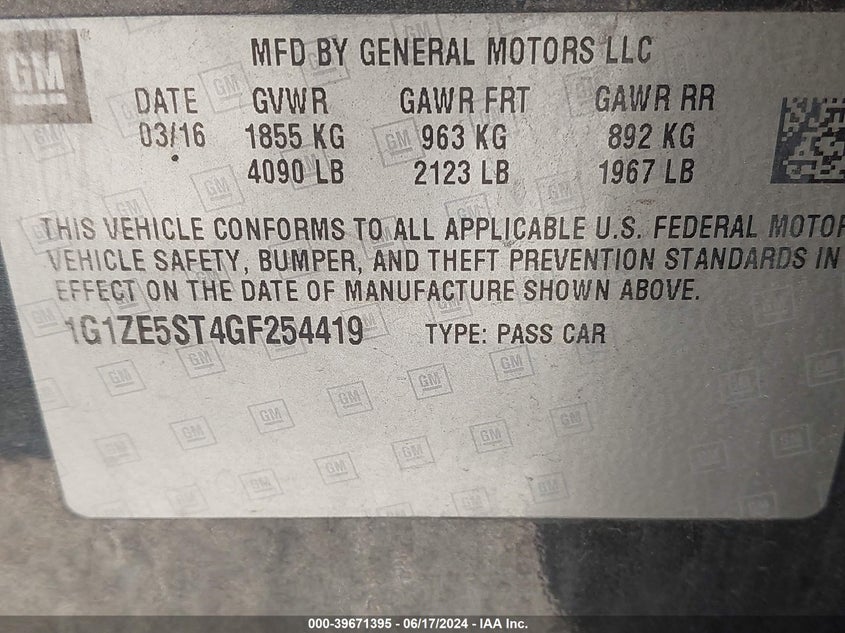 GM
MFD BY GENERAL MOTORS LLC
DATE GVWR GAWR FRT GAWR RR
03/16 1855 KG 963 KG 892 KG
4090 LB 2123 LB 1967 LB
THIS VEHICLE CONFORMS TO ALL APPLICABLE U.S. FEDERAL MOTOR
VEHICLE SAFETY, BUMPER, AND THEFT PREVENTION STANDARDS IN
EFFECT ON THE DATE OF MANUFACTURE SHOWN ABOVE.
1G1ZE5ST4GF254419 TYPE: PASS CAR
000-39671395 - 06/17/2024 - IAA Inc.